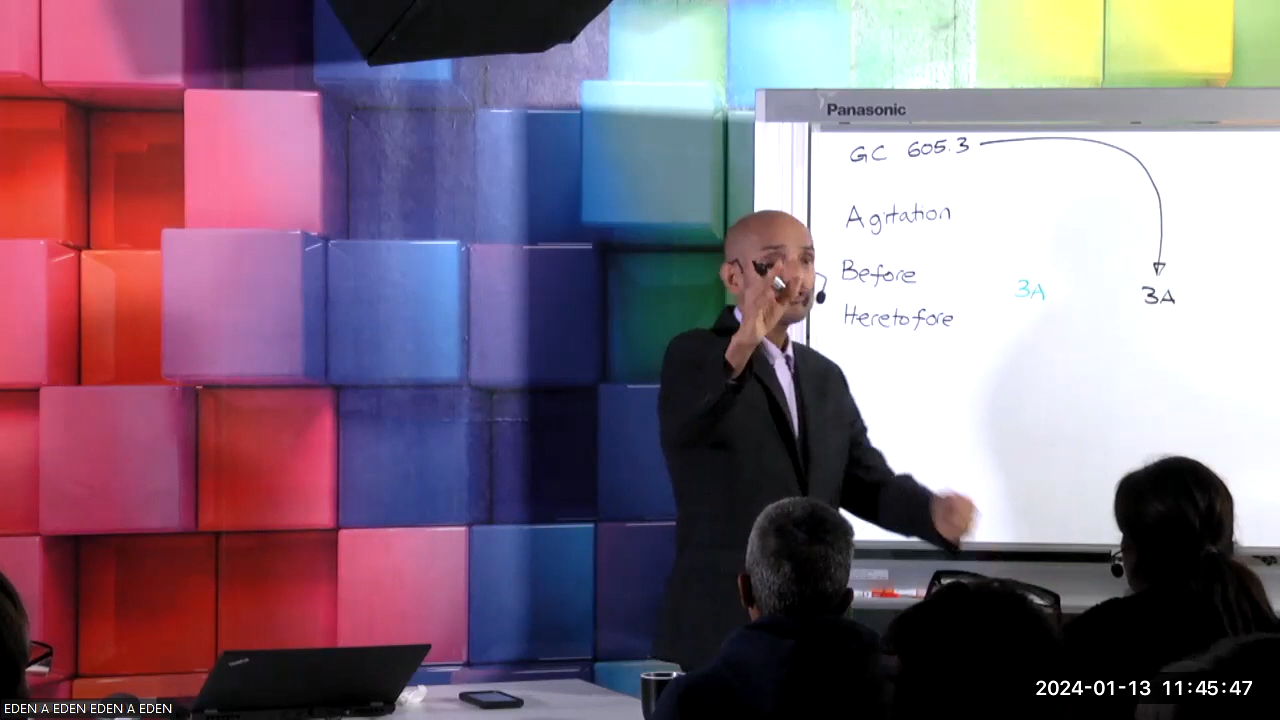 Panasonic
GC 605.3
Agitation
Before
3A
3A
Heretofore
ThinkPad
2024-01-13 11:45:47
EDEN A EDEN EDEN A EDEN